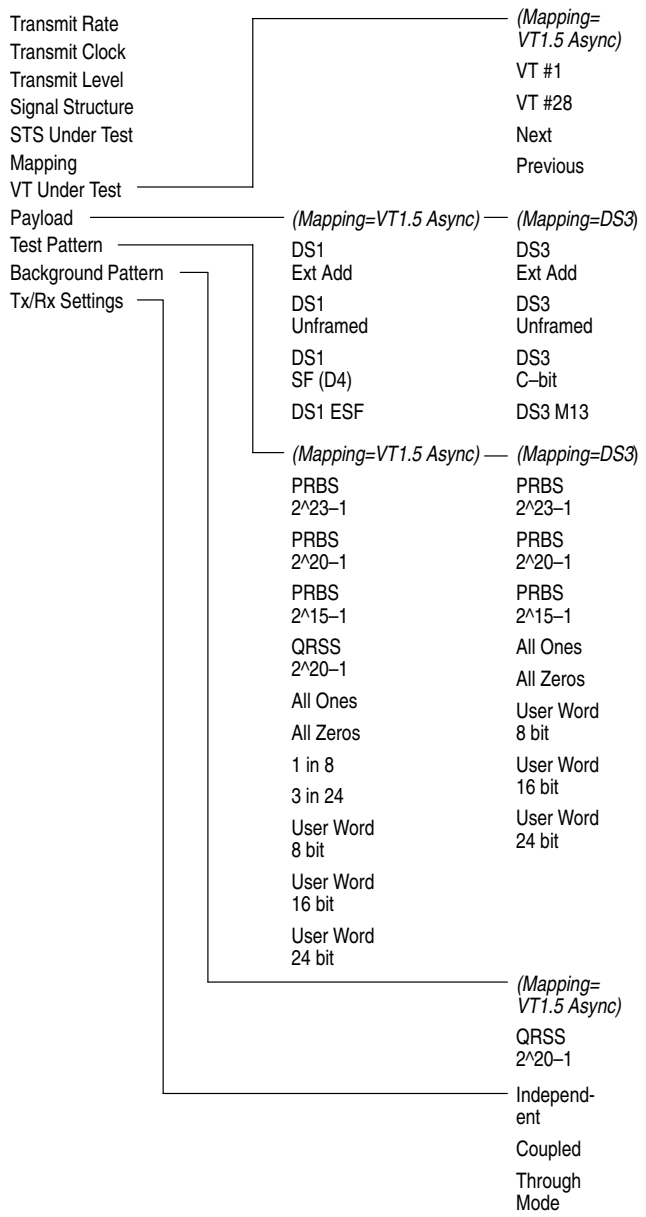 Transmit Rate
Transmit Clock
Transmit Level
Signal Structure
STS Under Test
Mapping
VT Under Test
Payload
Test Pattern
Background Pattern
Tx/Rx Settings
(Mapping=
VT1.5 Async)
VT #1
VT #28
Next
Previous
(Mapping=VT1.5 Async)
DS1
Ext Add
DS1
Unframed
DS1
SF (D4)
DS1 ESF
(Mapping=DS3)
DS3
Ext Add
DS3
Unframed
DS3
C–bit
DS3 M13
(Mapping=VT1.5 Async)
PRBS
2^23–1
PRBS
2^20–1
PRBS
2^15–1
QRSS
2^20–1
All Ones
All Zeros
1 in 8
3 in 24
User Word
8 bit
User Word
16 bit
User Word
24 bit
(Mapping=DS3)
PRBS
2^23–1
PRBS
2^20–1
PRBS
2^15–1
All Ones
All Zeros
User Word
8 bit
User Word
16 bit
User Word
24 bit
(Mapping=
VT1.5 Async)
QRSS
2^20–1
Independ-
ent
Coupled
Through
Mode